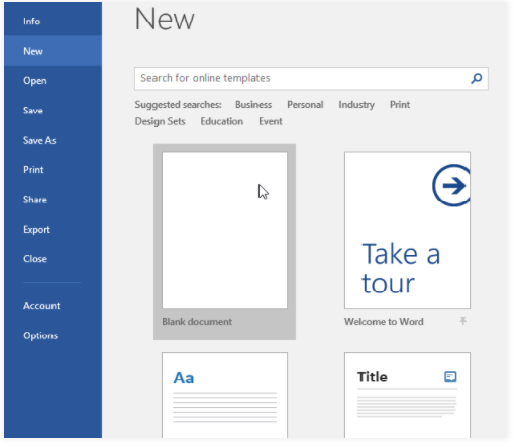 Info
New
Open
Save
Save As
Print
Share
Export
Close
Account
Options
New
Search for online templates
Suggested searches: Business Personal Industry Print
Design Sets Education Event
Take a
tour
Blank document
Welcome to Word
Aa
Title